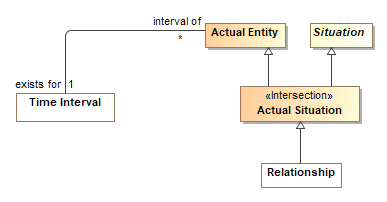 interval of
Actual Entity
Situation
*
exists for 1
Time Interval
«Intersection»
Actual Situation
Relationship